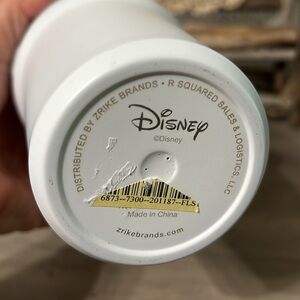 DISTRIBUTED BY ZRIKE BRANDS • R SQUARED SALES & LOGISTICS, LLC
Disney
©Disney
6873--7300--201187--FLS
Made in China
zrikebrands.com